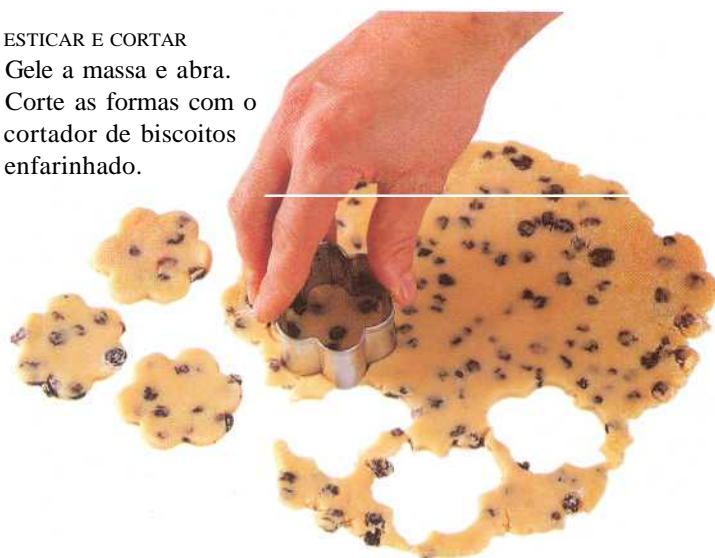 ESTICAR E CORTAR
Gele a massa e abra.
Corte as formas com o
cortador de biscoitos
enfarinhado.